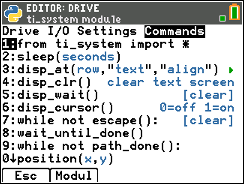 EDITOR: DRIVE
ti_system module
Drive I/O Settings Commands
1:from ti_system import *
2:sleep(seconds)
3:disp_at(row,"text","align") ▶
4:disp_clr() clear text screen
5:disp_wait() [clear]
6:disp_cursor() 0=off 1=on
7:while not escape(): [clear]
8:wait_until_done()
9:while not path_done():
0↓position(x,y)
Esc Modul